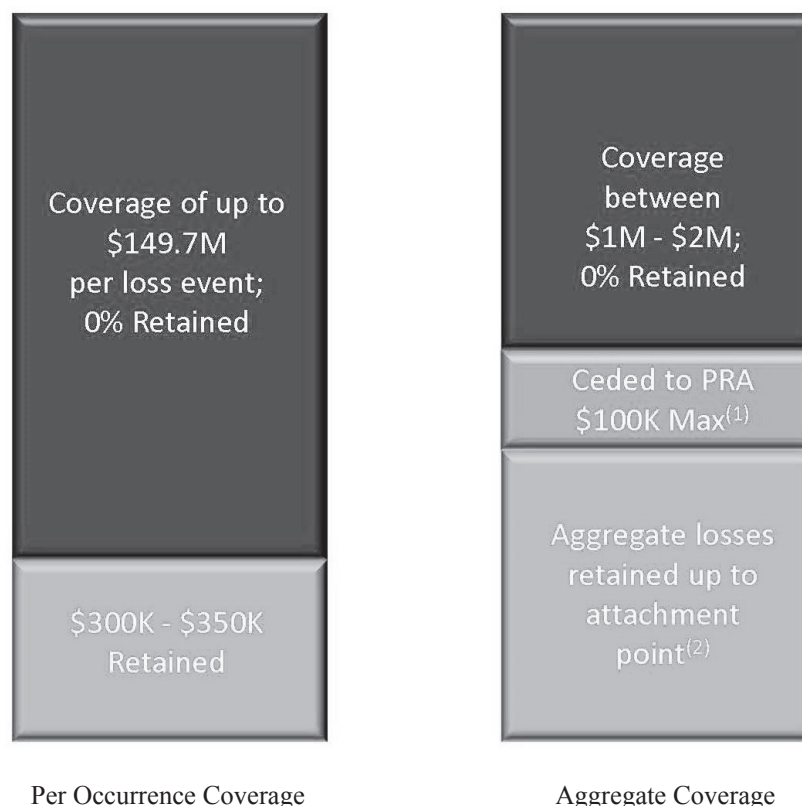 Coverage of up to
$149.7M
per loss event;
0% Retained
$300K - $350K
Retained
Per Occurrence Coverage
Coverage
between
$1M - $2M;
0% Retained
Ceded to PRA
$100K Max(1)
Aggregate losses
retained up to
attachment
point(2)
Aggregate Coverage